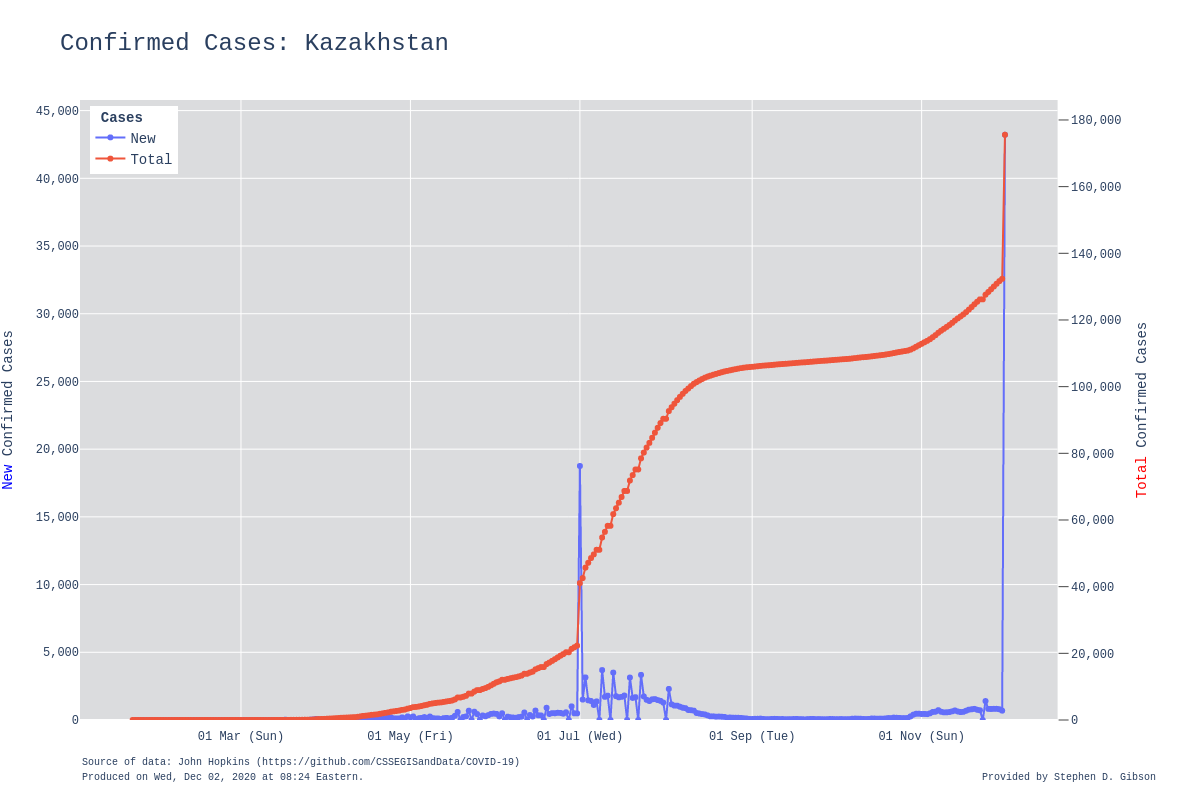 Confirmed Cases: Kazakhstan
Cases
New
Total
45,000
40,000
35,000
30,000
25,000
20,000
15,000
10,000
5,000
0
New Confirmed Cases
180,000
160,000
140,000
120,000
100,000
80,000
60,000
40,000
20,000
0
Total Confirmed Cases
01 Mar (Sun)
01 May (Fri)
01 Jul (Wed)
01 Sep (Tue)
01 Nov (Sun)
Source of data: John Hopkins (https://github.com/CSSEGISandData/COVID-19)
Produced on Wed, Dec 02, 2020 at 08:24 Eastern.
Provided by Stephen D. Gibson